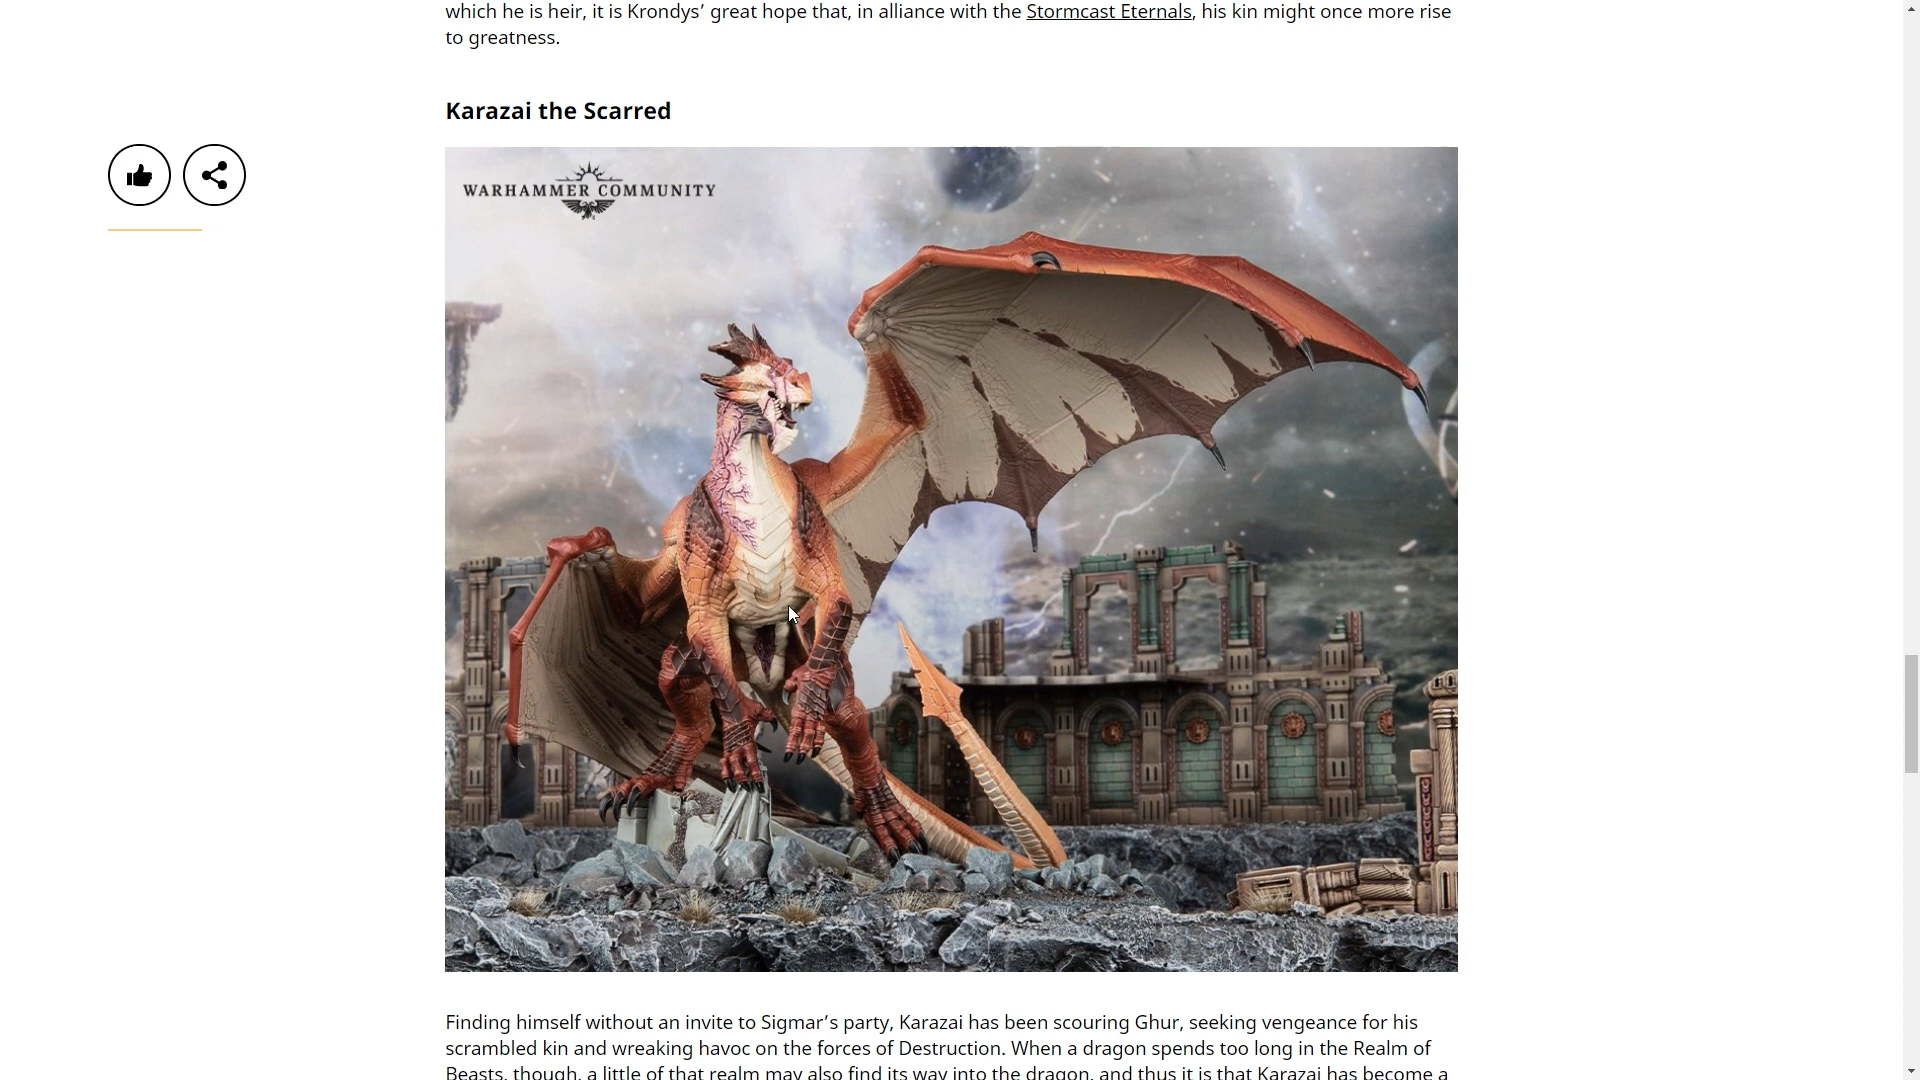 which he is heir, it is Krondys’ great hope that, in alliance with the Stormcast Eternals, his kin might once more rise
to greatness.
Karazai the Scarred
WARHAMMER COMMUNITY
Finding himself without an invite to Sigmar’s party, Karazai has been scouring Ghur, seeking vengeance for his
scrambled kin and wreaking havoc on the forces of Destruction. When a dragon spends too long in the Realm of
Beasts, though, a little of that realm may also find its way into the dragon, and thus it is that Karazai has become a